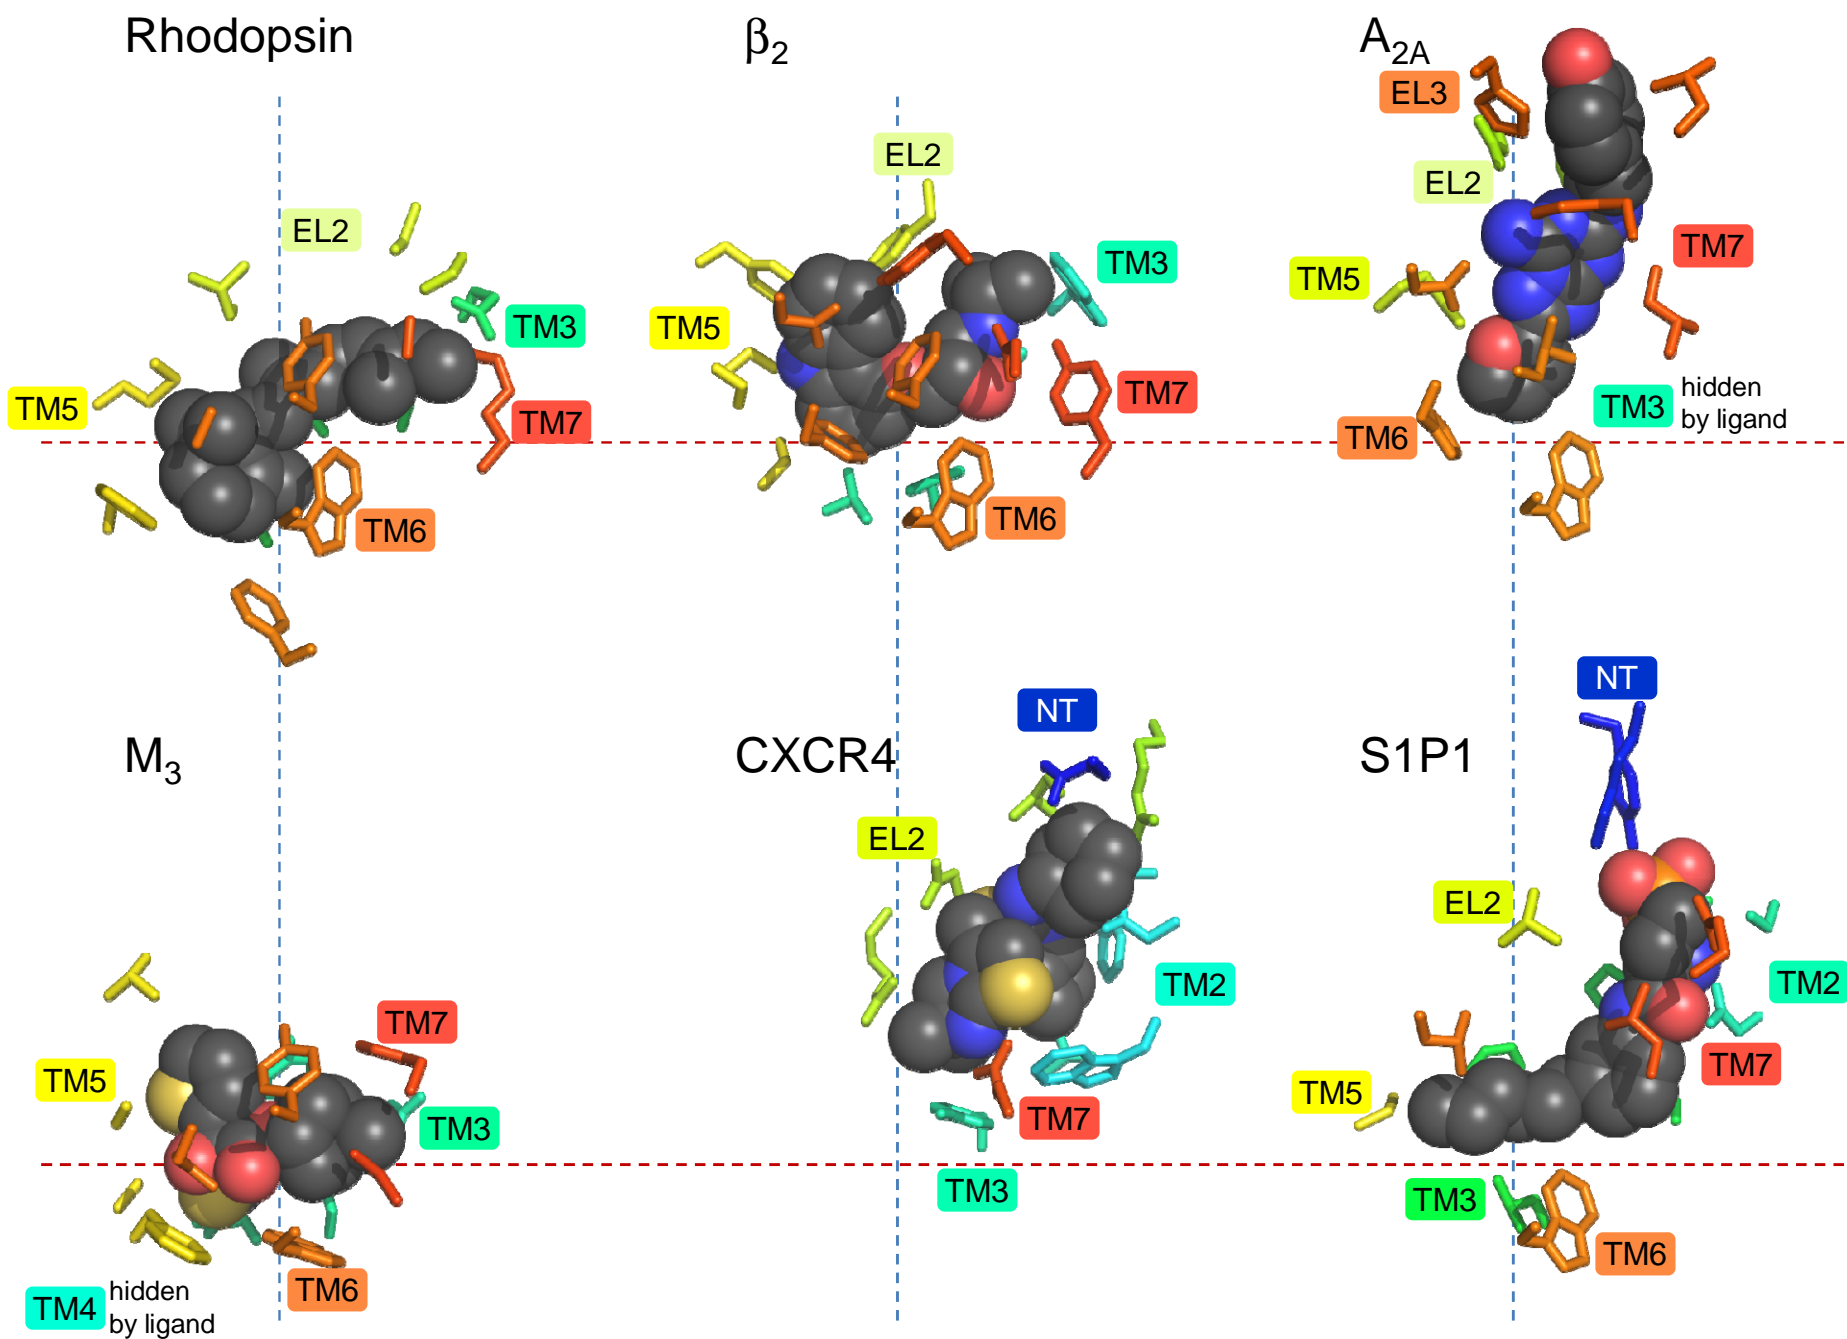 Rhodopsin
EL2
TM3
TM5
TM7
TM6
β2
EL2
TM3
TM5
TM7
TM6
A2A
EL3
EL2
TM7
TM5
TM3 hidden
by ligand
TM6
M3
TM7
TM5
TM3
TM6
TM4 hidden
by ligand
CXCR4
NT
EL2
TM2
TM7
TM3
S1P1
NT
EL2
TM2
TM7
TM5
TM3
TM6